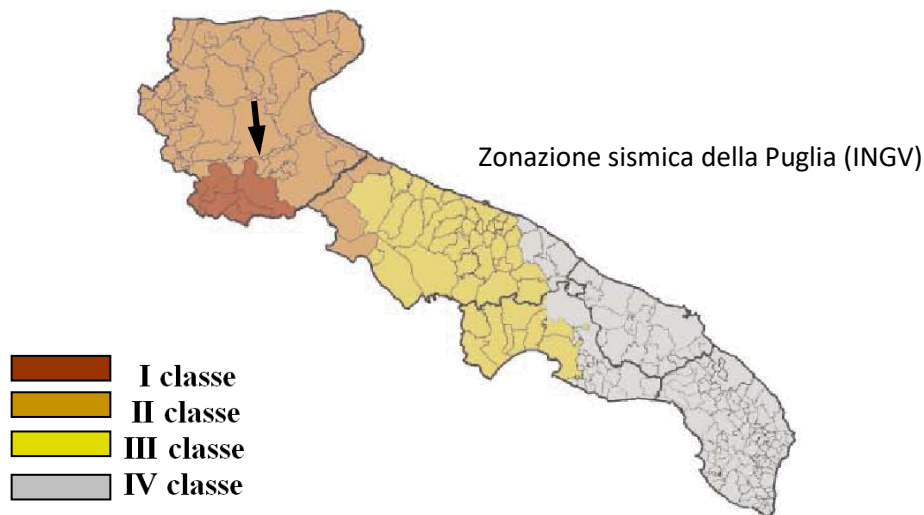 Zonazione sismica della Puglia (INGV)
I classe
II classe
III classe
IV classe